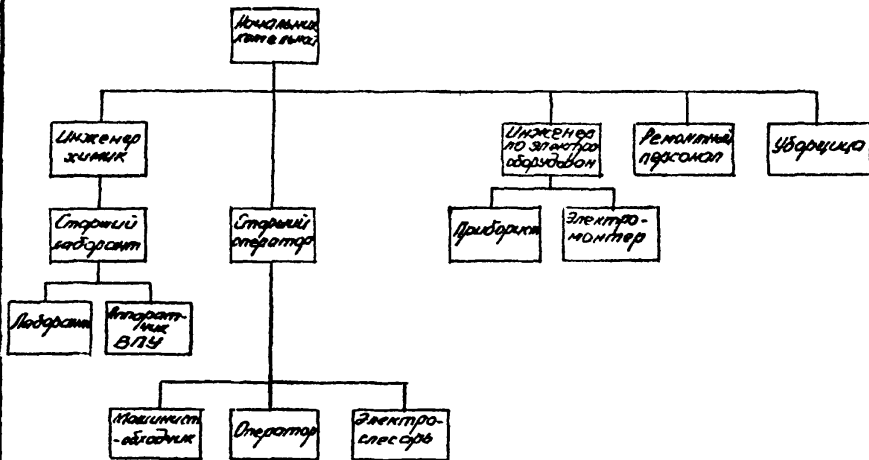 Начальник
котельной
Инженер
химик
Инженер
по электро
оборудован
Ремонтный
персонал
Уборщица
Старший
лаборант
Старший
оператор
Приборист
Электро-
монтер
Лаборант
Аппарат-
чик
ВПУ
Машинист
-обходчик
Оператор
Электро-
слесарь